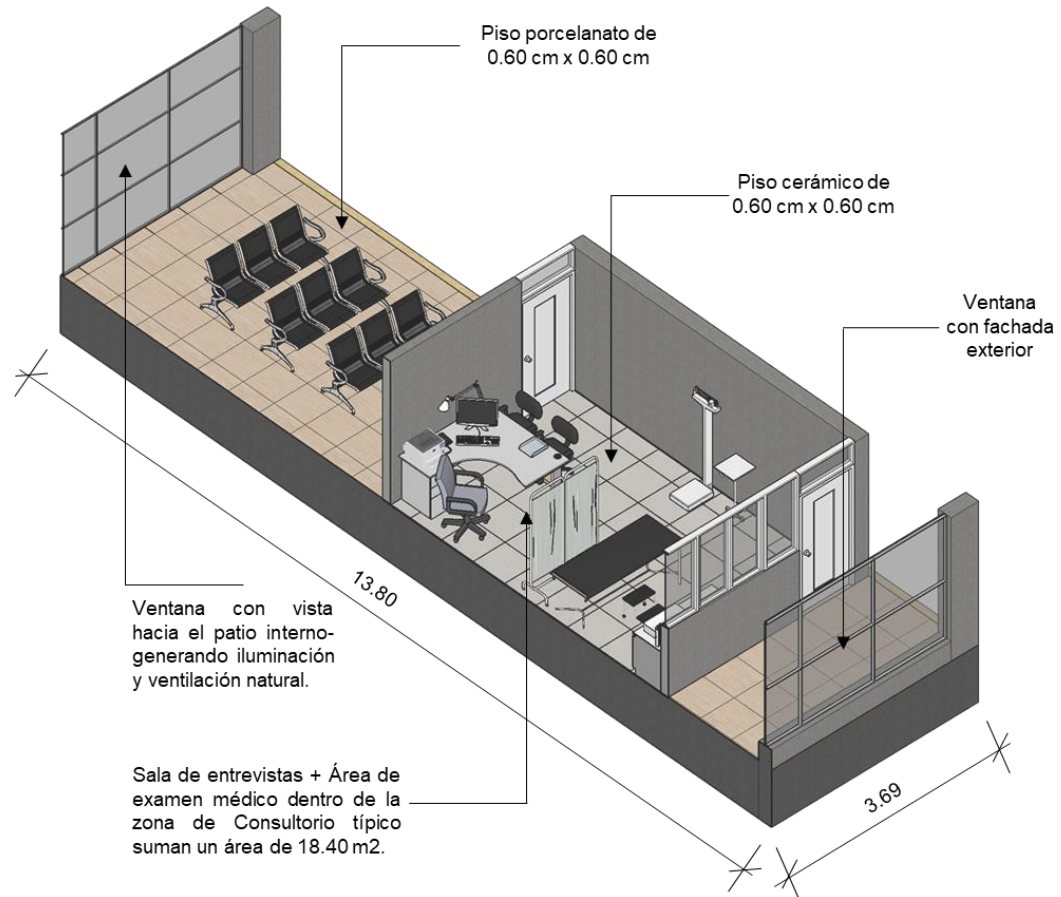 Piso porcelanato de
0.60 cm x 0.60 cm
Piso cerámico de
0.60 cm x 0.60 cm
Ventana
con fachada
exterior
13.80
Ventana con vista
hacia el patio interno-
generando iluminación
y ventilación natural.
Sala de entrevistas + Área de
examen médico dentro de la
zona de Consultorio típico
suman un área de 18.40 m2.
3.69